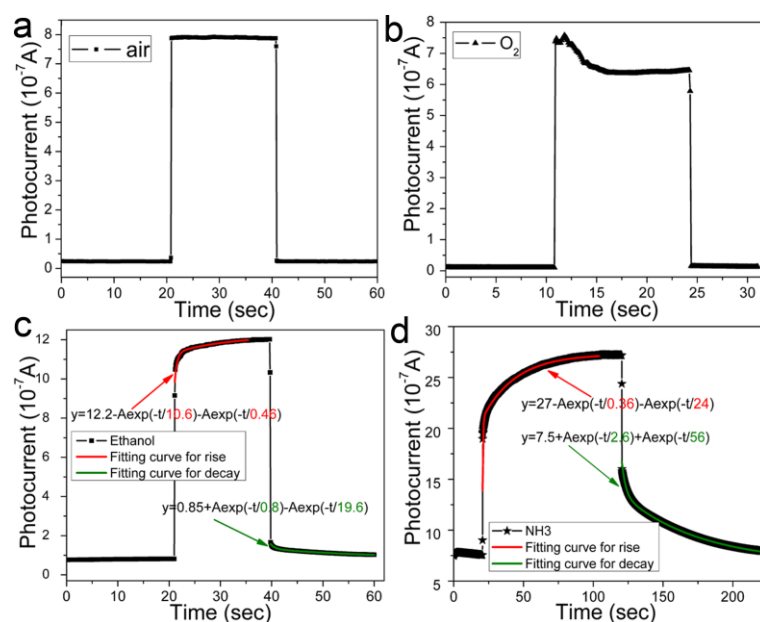 a
air
Photocurrent (10⁻⁷A)
8
7
6
5
4
3
2
1
0
0 10 20 30 40 50 60
Time (sec)
b
O₂
Photocurrent (10⁻⁷A)
8
7
6
5
4
3
2
1
0
0 5 10 15 20 25 30
Time (sec)
c
Photocurrent (10⁻⁷A)
12
10
8
6
4
2
0
y=12.2-Aexp(-t/10.6)-Aexp(-t/0.46)
Ethanol
Fitting curve for rise
Fitting curve for decay
y=0.85+Aexp(-t/0.8)-Aexp(-t/19.6)
0 10 20 30 40 50 60
Time (sec)
d
Photocurrent (10⁻⁷A)
30
25
20
15
10
5
y=27-Aexp(-t/0.36)-Aexp(-t/24)
y=7.5+Aexp(-t/2.6)+Aexp(-t/56)
NH3
Fitting curve for rise
Fitting curve for decay
0 50 100 150 200
Time (sec)